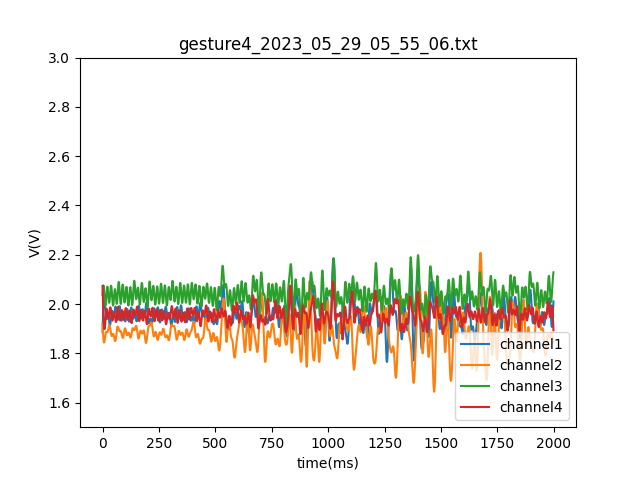 gesture4_2023_05_29_05_55_06.txt
3.0
2.8
2.6
2.4
2.2
2.0
1.8
1.6
V(V)
channel1
channel2
channel3
channel4
0 250 500 750 1000 1250 1500 1750 2000
time(ms)